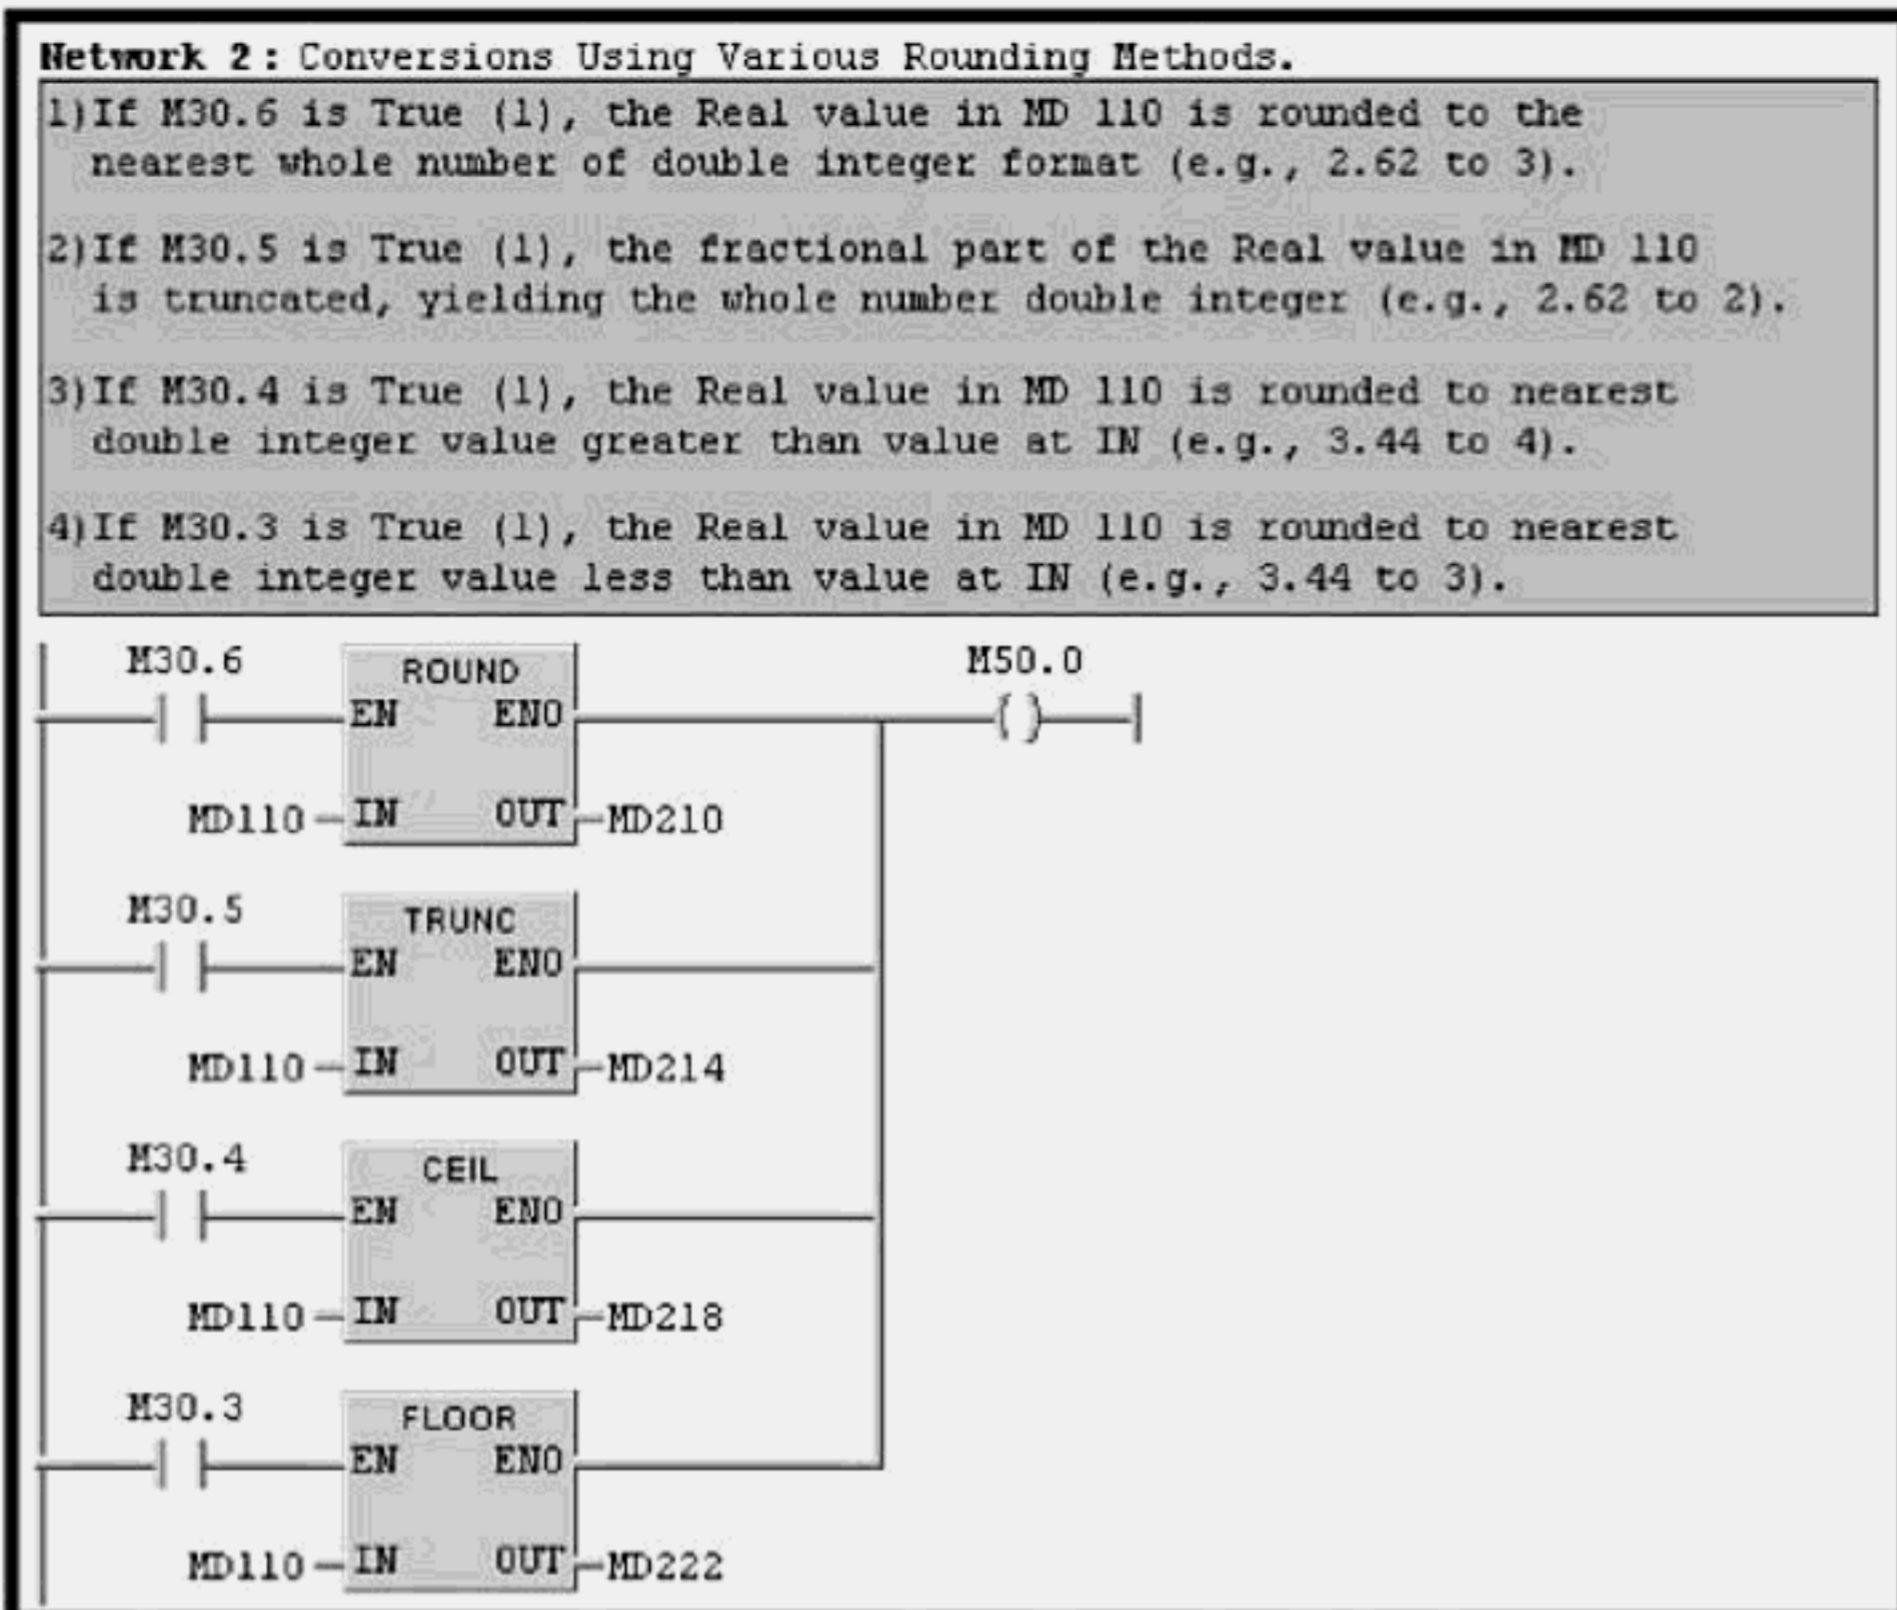 Network 2: Conversions Using Various Rounding Methods.
1)If M30.6 is True (1), the Real value in MD 110 is rounded to the
nearest whole number of double integer format (e.g., 2.62 to 3).
2)If M30.5 is True (1), the fractional part of the Real value in MD 110
is truncated, yielding the whole number double integer (e.g., 2.62 to 2).
3)If M30.4 is True (1), the Real value in MD 110 is rounded to nearest
double integer value greater than value at IN (e.g., 3.44 to 4).
4)If M30.3 is True (1), the Real value in MD 110 is rounded to nearest
double integer value less than value at IN (e.g., 3.44 to 3).
M30.6 ROUND M50.0
EN ENO
MD110 IN OUT MD210
M30.5 TRUNC
EN ENO
MD110 IN OUT MD214
M30.4 CEIL
EN ENO
MD110 IN OUT MD218
M30.3 FLOOR
EN ENO
MD110 IN OUT MD222